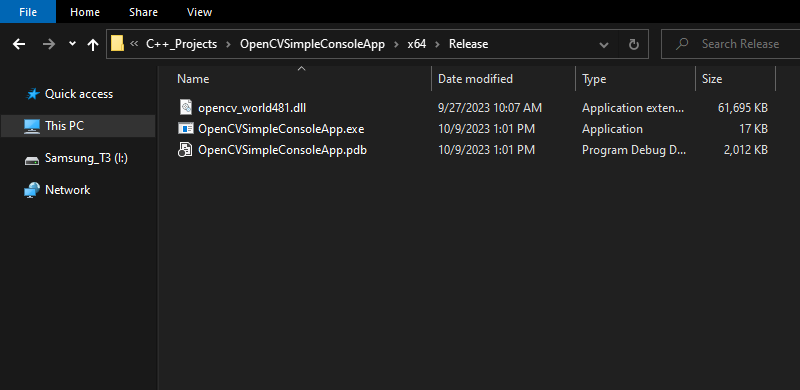 File Home Share View
« C++_Projects > OpenCVSimpleConsoleApp > x64 > Release Search Release
Name Date modified Type Size
Quick access
This PC
Samsung_T3 (I:)
Network
opencv_world481.dll 9/27/2023 10:07 AM Application exten... 61,695 KB
OpenCVSimpleConsoleApp.exe 10/9/2023 1:01 PM Application 17 KB
OpenCVSimpleConsoleApp.pdb 10/9/2023 1:01 PM Program Debug D... 2,012 KB